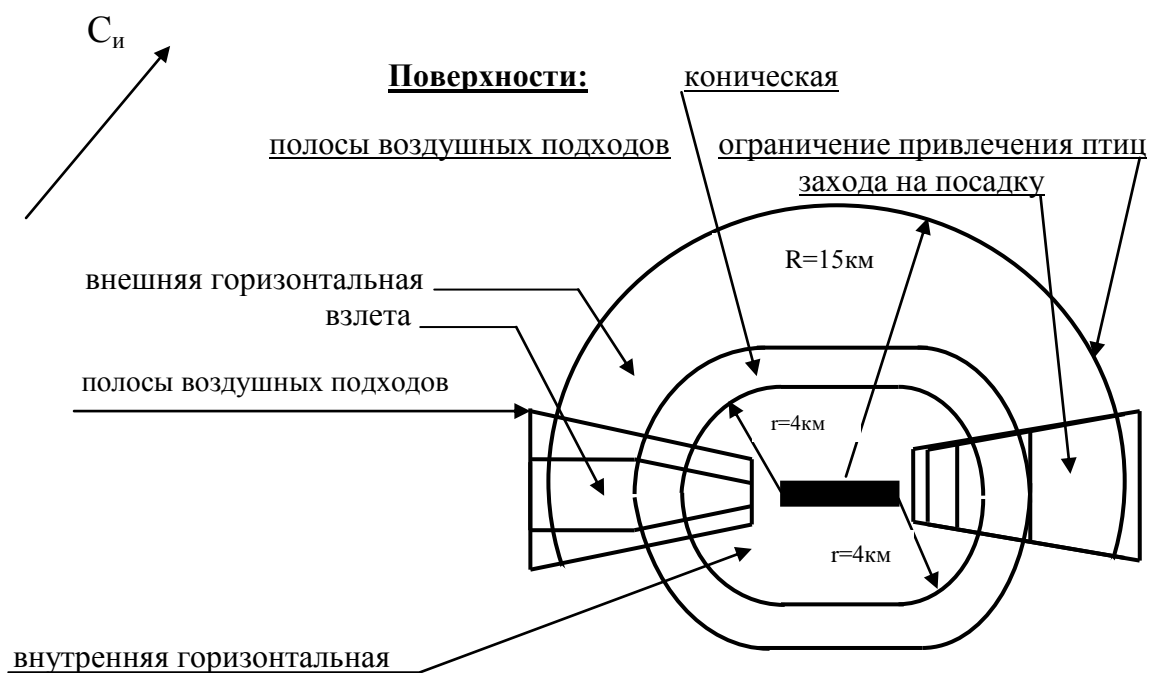 Си
Поверхности:
коническая
полосы воздушных подходов
ограничение привлечения птиц
захода на посадку
R=15км
внешняя горизонтальная
взлета
полосы воздушных подходов
r=4км
r=4км
внутренняя горизонтальная